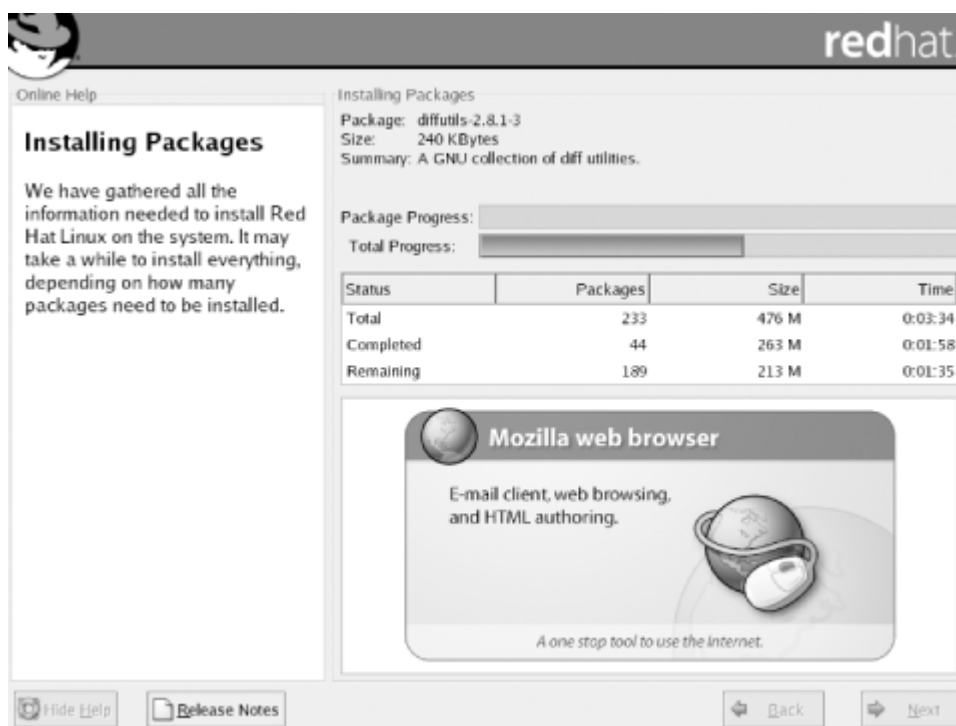 redhat.
Online Help
Installing Packages
We have gathered all the
information needed to install Red
Hat Linux on the system. It may
take a while to install everything,
depending on how many
packages need to be installed.
Installing Packages
Package: diffutils-2.8.1-3
Size: 240 KBytes
Summary: A GNU collection of diff utilities.
Package Progress:
Total Progress:
Status Packages Size Time
Total 233 476 M 0:03:34
Completed 44 263 M 0:01:58
Remaining 189 213 M 0:01:35
Mozilla web browser
E-mail client, web browsing,
and HTML authoring.
A one stop tool to use the Internet.
Hide Help Release Notes Back Next